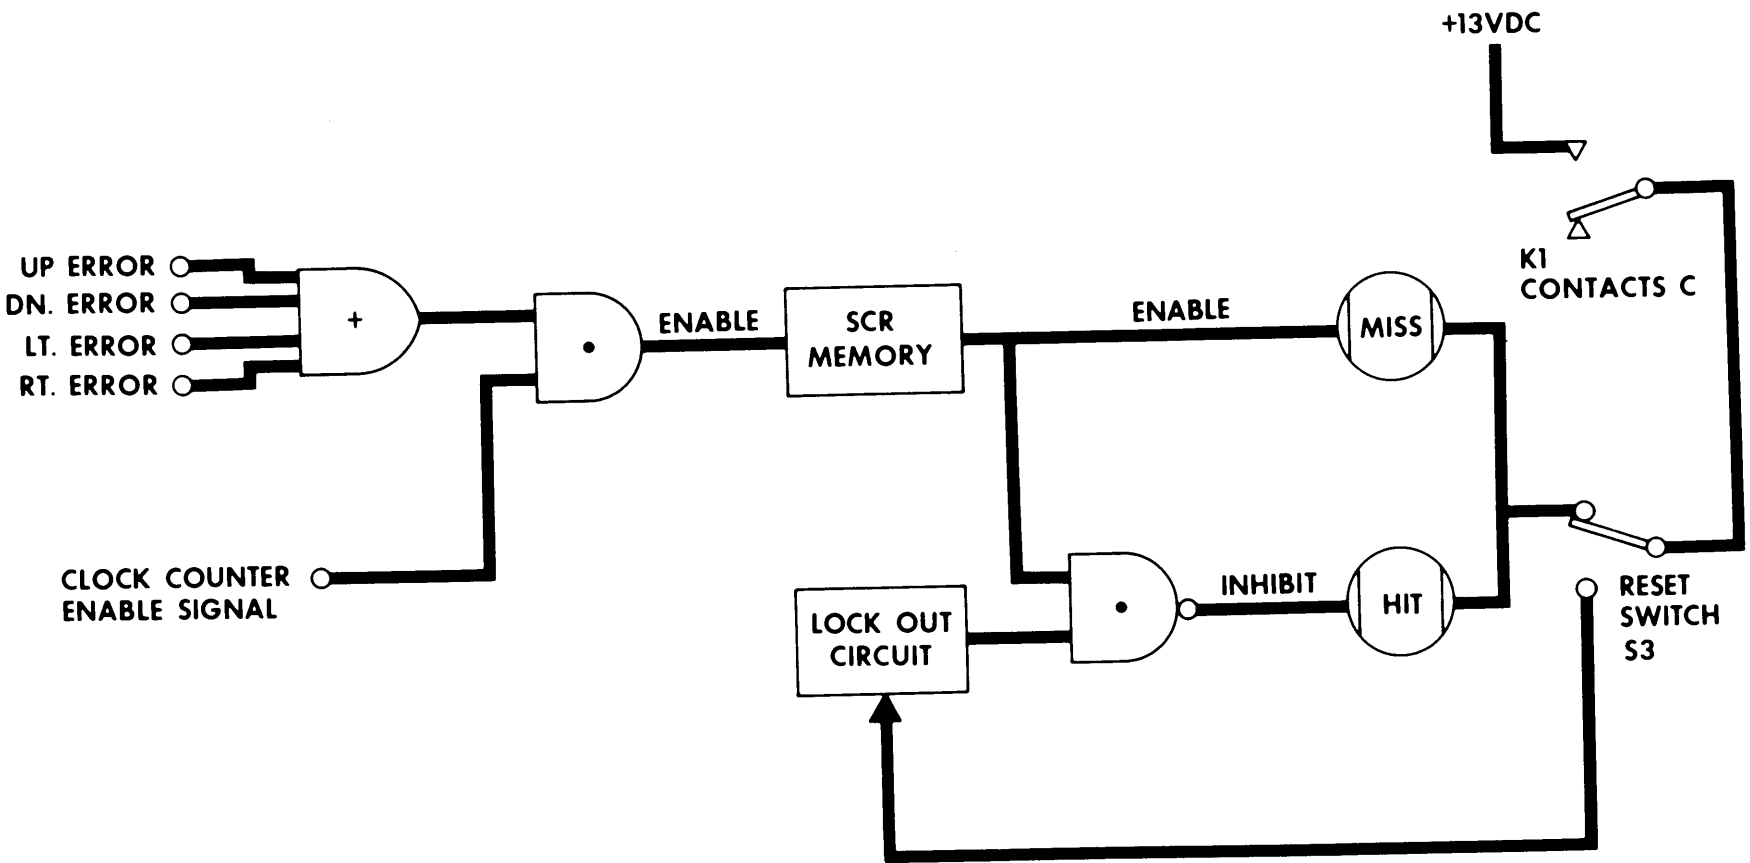 +13VDC
K1
CONTACTS C
UP ERROR
DN. ERROR
LT. ERROR
RT. ERROR
+
•
ENABLE
SCR
MEMORY
ENABLE
MISS
CLOCK COUNTER
ENABLE SIGNAL
LOCK OUT
CIRCUIT
•
INHIBIT
HIT
RESET
SWITCH
S3